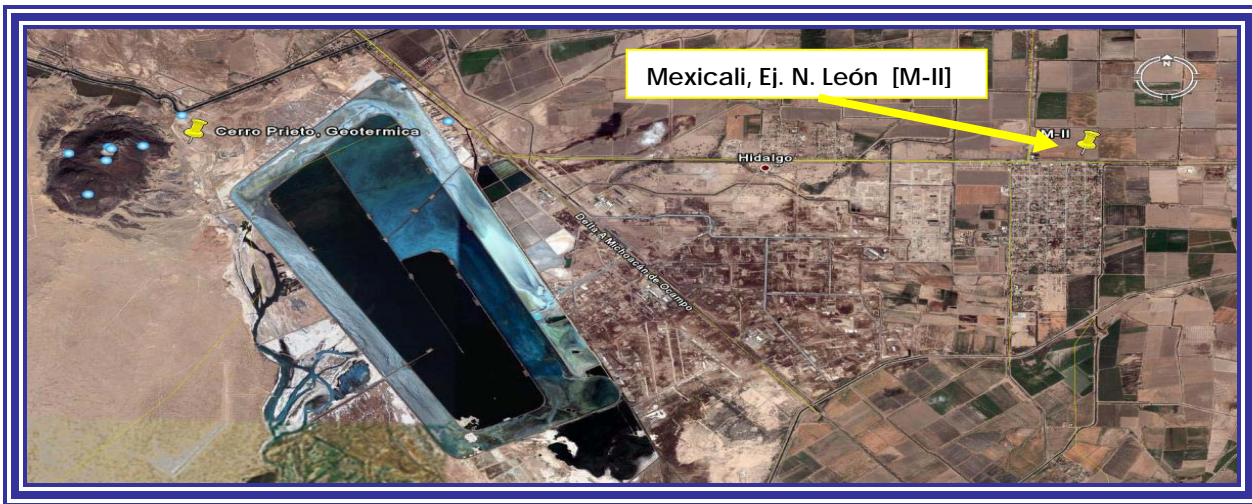 Mexicali, Ej. N. León [M-II]
N
Cerro Prieto, Geotermica
M-II
Hidalgo
Delta A Michoacán de Ocampo